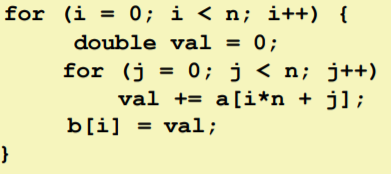 for (i = 0; i < n; i++) {
     double val = 0;
    for (j = 0; j < n; j++)
        val += a[i*n + j];
    b[i] = val;
}